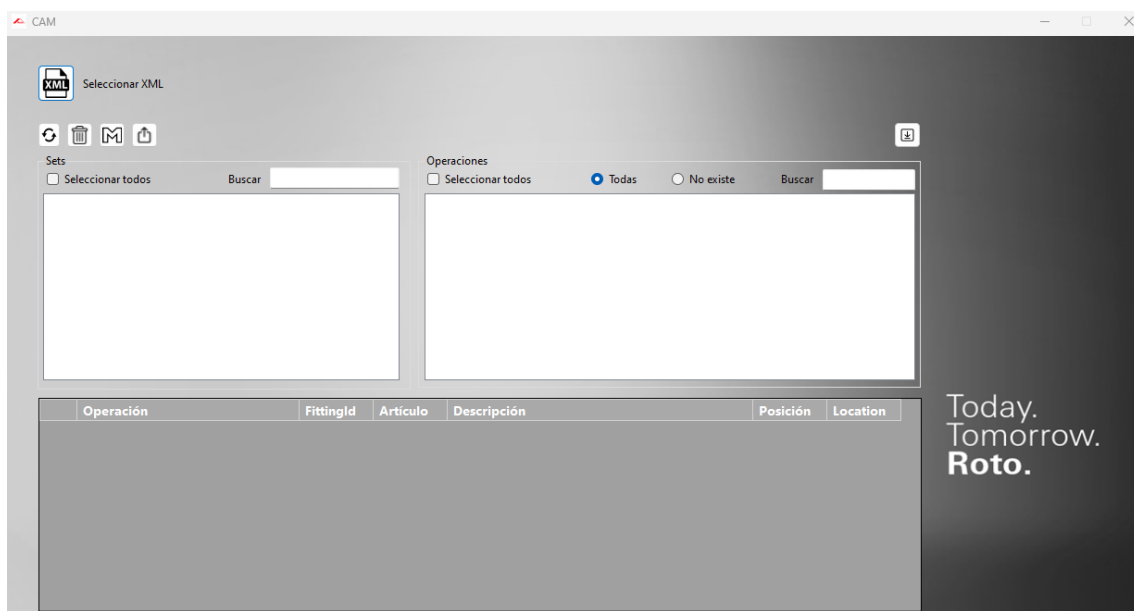 CAM
XML
Seleccionar XML
Sets
Seleccionar todos
Buscar
Operaciones
Seleccionar todos
Todas
No existe
Buscar
Operación FittingId Artículo Descripción Posición Location
Today.
Tomorrow.
Roto.